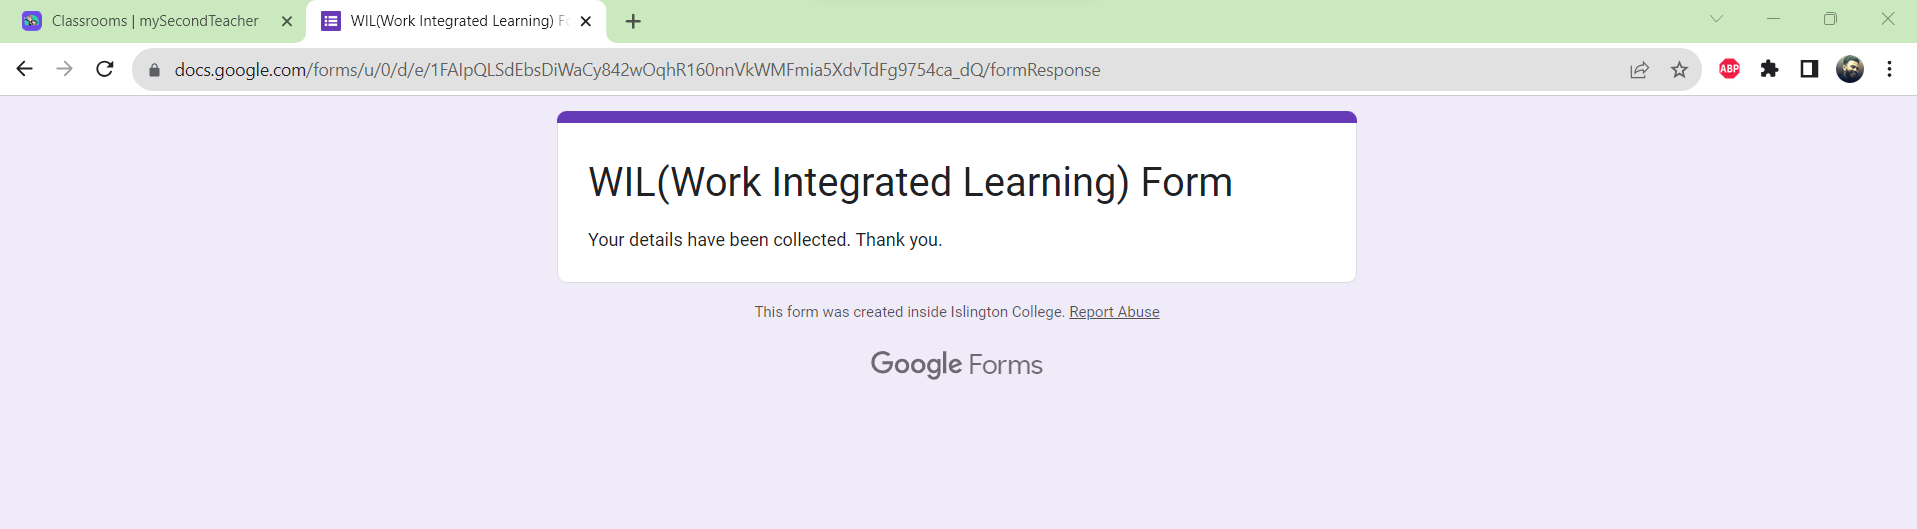 Classrooms | mySecondTeacher
WIL(Work Integrated Learning) Fo
docs.google.com/forms/u/0/d/e/1FAIpQLSdEbsDiWaCy842wOqhR160nnVkWMFmia5XdvTdFg9754ca_dQ/formResponse
ABP
WIL(Work Integrated Learning) Form
Your details have been collected. Thank you.
This form was created inside Islington College. Report Abuse
Google Forms